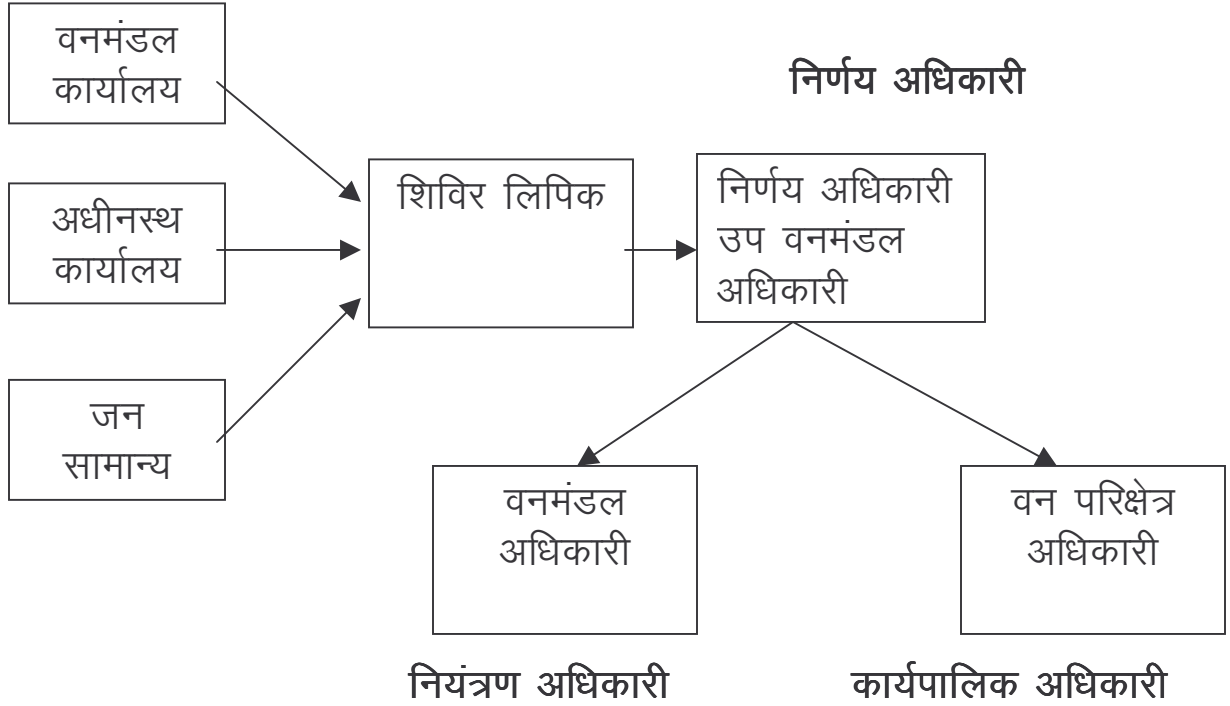 वनमंडल
कार्यालय
निर्णय अधिकारी
अधीनस्थ
कार्यालय
शिविर लिपिक
निर्णय अधिकारी
उप वनमंडल
अधिकारी
जन
सामान्य
वनमंडल
अधिकारी
वन परिक्षेत्र
अधिकारी
नियंत्रण अधिकारी
कार्यपालिक अधिकारी